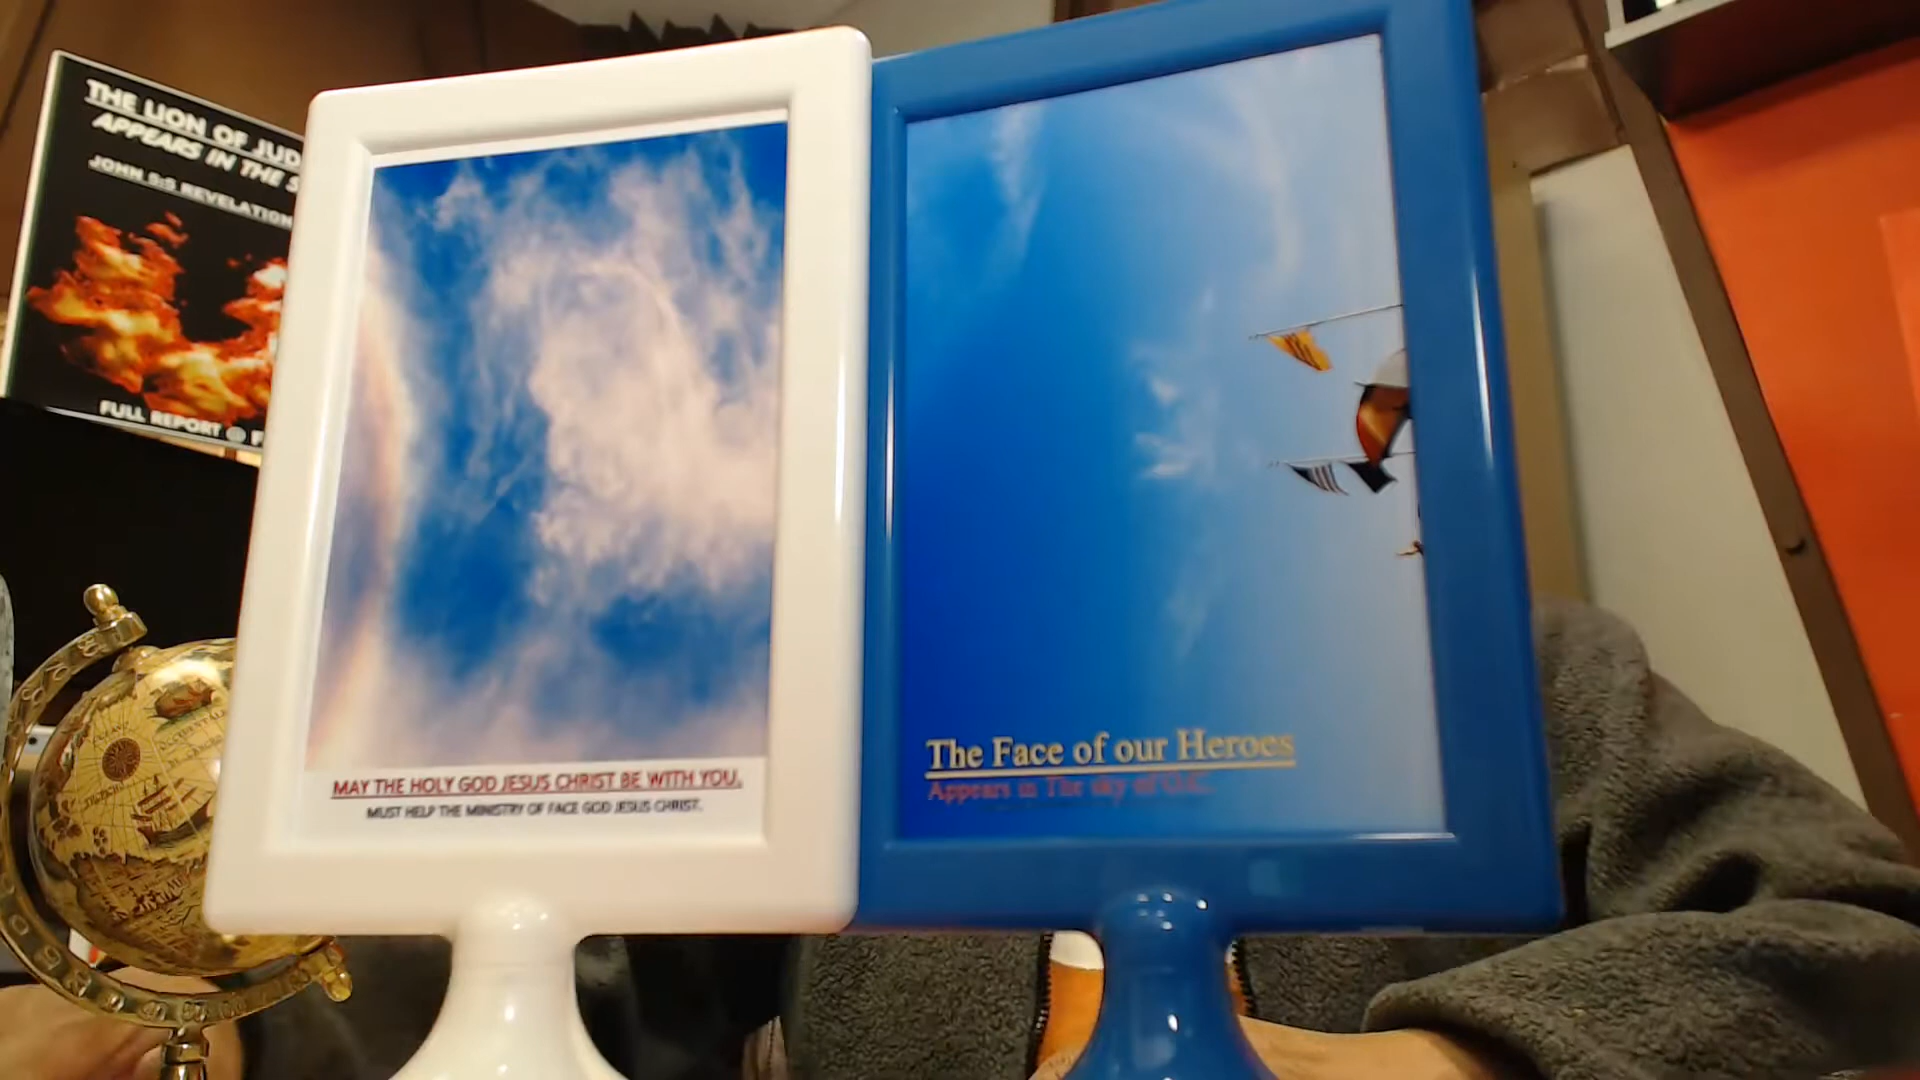 THE LION OF JUD
APPEARS IN THE S
JOHN 5:5 REVELATION
FULL REPORT @ F
MAY THE HOLY GOD JESUS CHRIST BE WITH YOU.
MUST HELP THE MINISTRY OF FACE GOD JESUS CHRIST.
The Face of our Heroes
Appears in The sky of O.C.